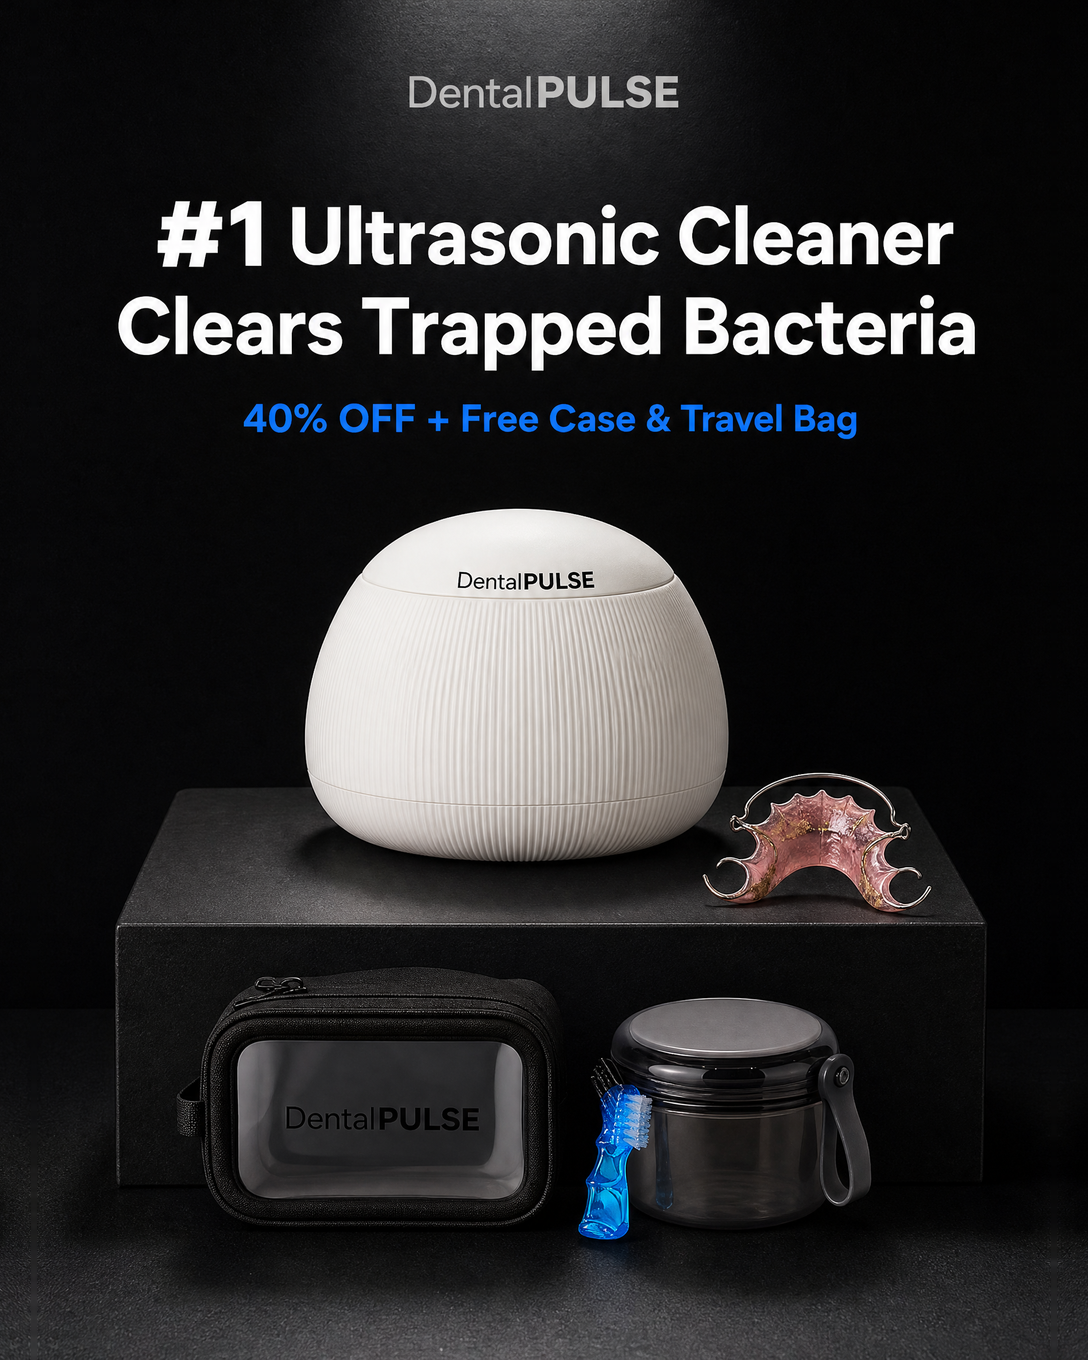 DentalPULSE
#1 Ultrasonic Cleaner
Clears Trapped Bacteria
40% OFF + Free Case & Travel Bag
DentalPULSE
DentalPULSE